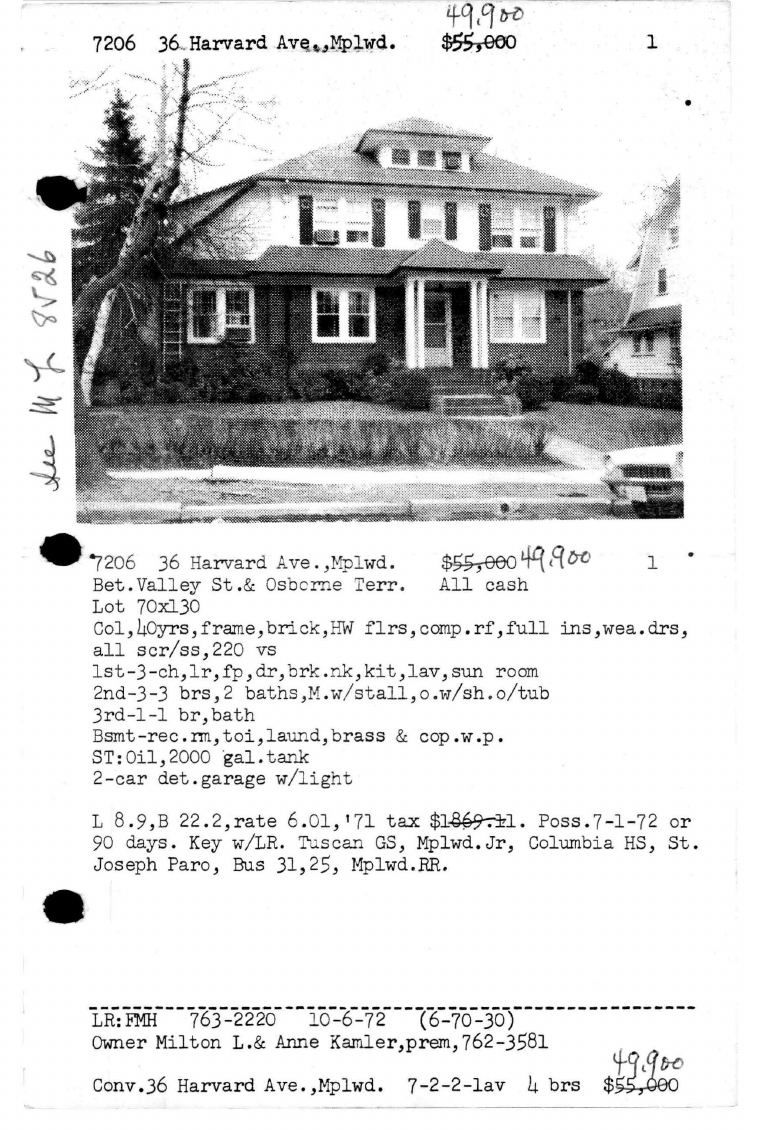 49,900
7206 36 Harvard Ave.,Mplwd. $55,000 1
See ML 8526
7206 36 Harvard Ave.,Mplwd. $55,000 49,900 1
Bet.Valley St.& Osborne Terr. All cash
Lot 70x130
Col,40yrs,frame,brick,HW flrs,comp.rf,full ins,wea.drs,
all scr/ss,220 vs
1st-3-ch,lr,fp,dr,brk.nk,kit,lav,sun room
2nd-3-3 brs,2 baths,M.w/stall,o.w/sh.o/tub
3rd-1-1 br,bath
Bsmt-rec.rm,toi,laund,brass & cop.w.p.
ST:Oil,2000 gal.tank
2-car det.garage w/light
L 8.9,B 22.2,rate 6.01,'71 tax $1869.11. Poss.7-1-72 or
90 days. Key w/LR. Tuscan GS, Mplwd.Jr, Columbia HS, St.
Joseph Paro, Bus 31,25, Mplwd.RR.
LR:FMH 763-2220 10-6-72 (6-70-30)
Owner Milton L.& Anne Kamler,prem,762-3581
49,900
Conv.36 Harvard Ave.,Mplwd. 7-2-2-lav 4 brs $55,000